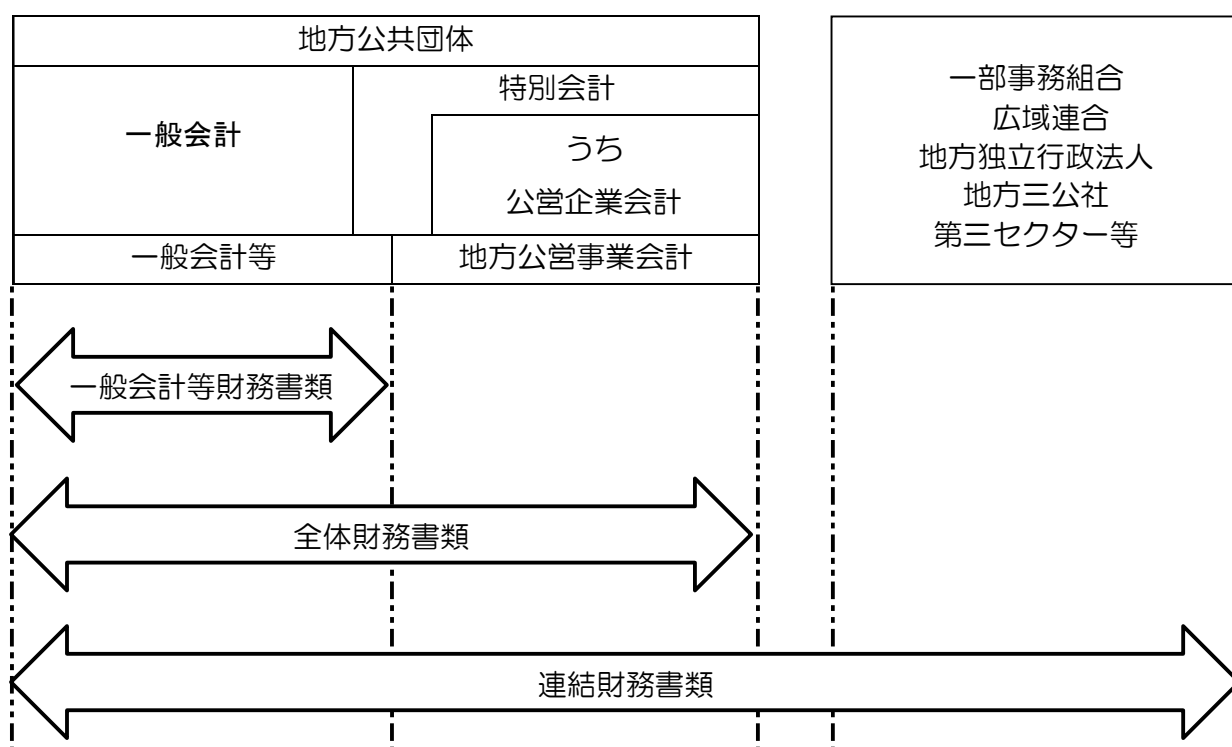 地方公共団体
一般会計
特別会計
うち
公営企業会計
一般会計等
地方公営事業会計
一部事務組合
広域連合
地方独立行政法人
地方三公社
第三セクター等
一般会計等財務書類
全体財務書類
連結財務書類